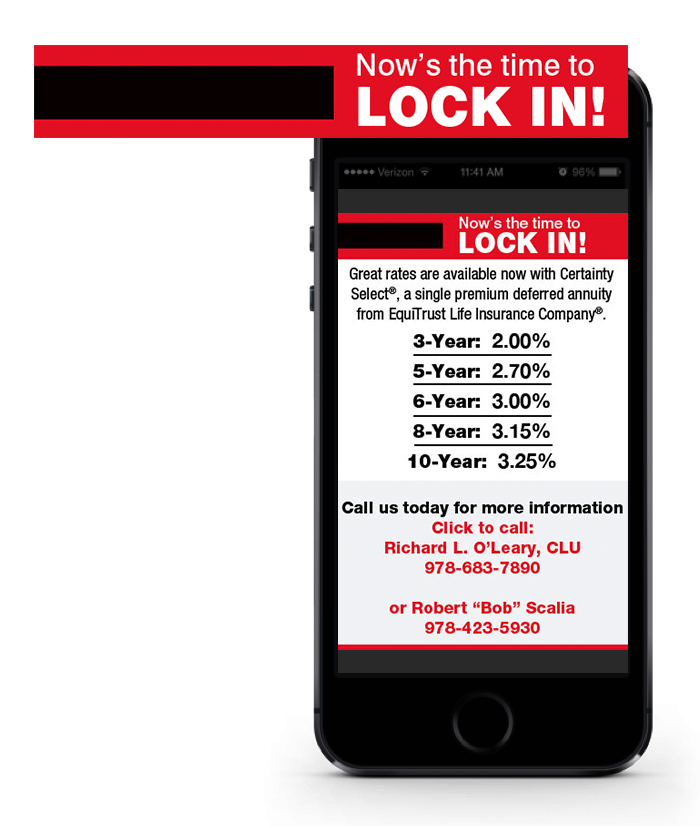 Now's the time to
LOCK IN!
Verizon 11:41 AM 96%
Now's the time to
LOCK IN!
Great rates are available now with Certainty
Select®, a single premium deferred annuity
from EquiTrust Life Insurance Company®.
3-Year: 2.00%
5-Year: 2.70%
6-Year: 3.00%
8-Year: 3.15%
10-Year: 3.25%
Call us today for more information
Click to call:
Richard L. O'Leary, CLU
978-683-7890
or Robert “Bob” Scalia
978-423-5930